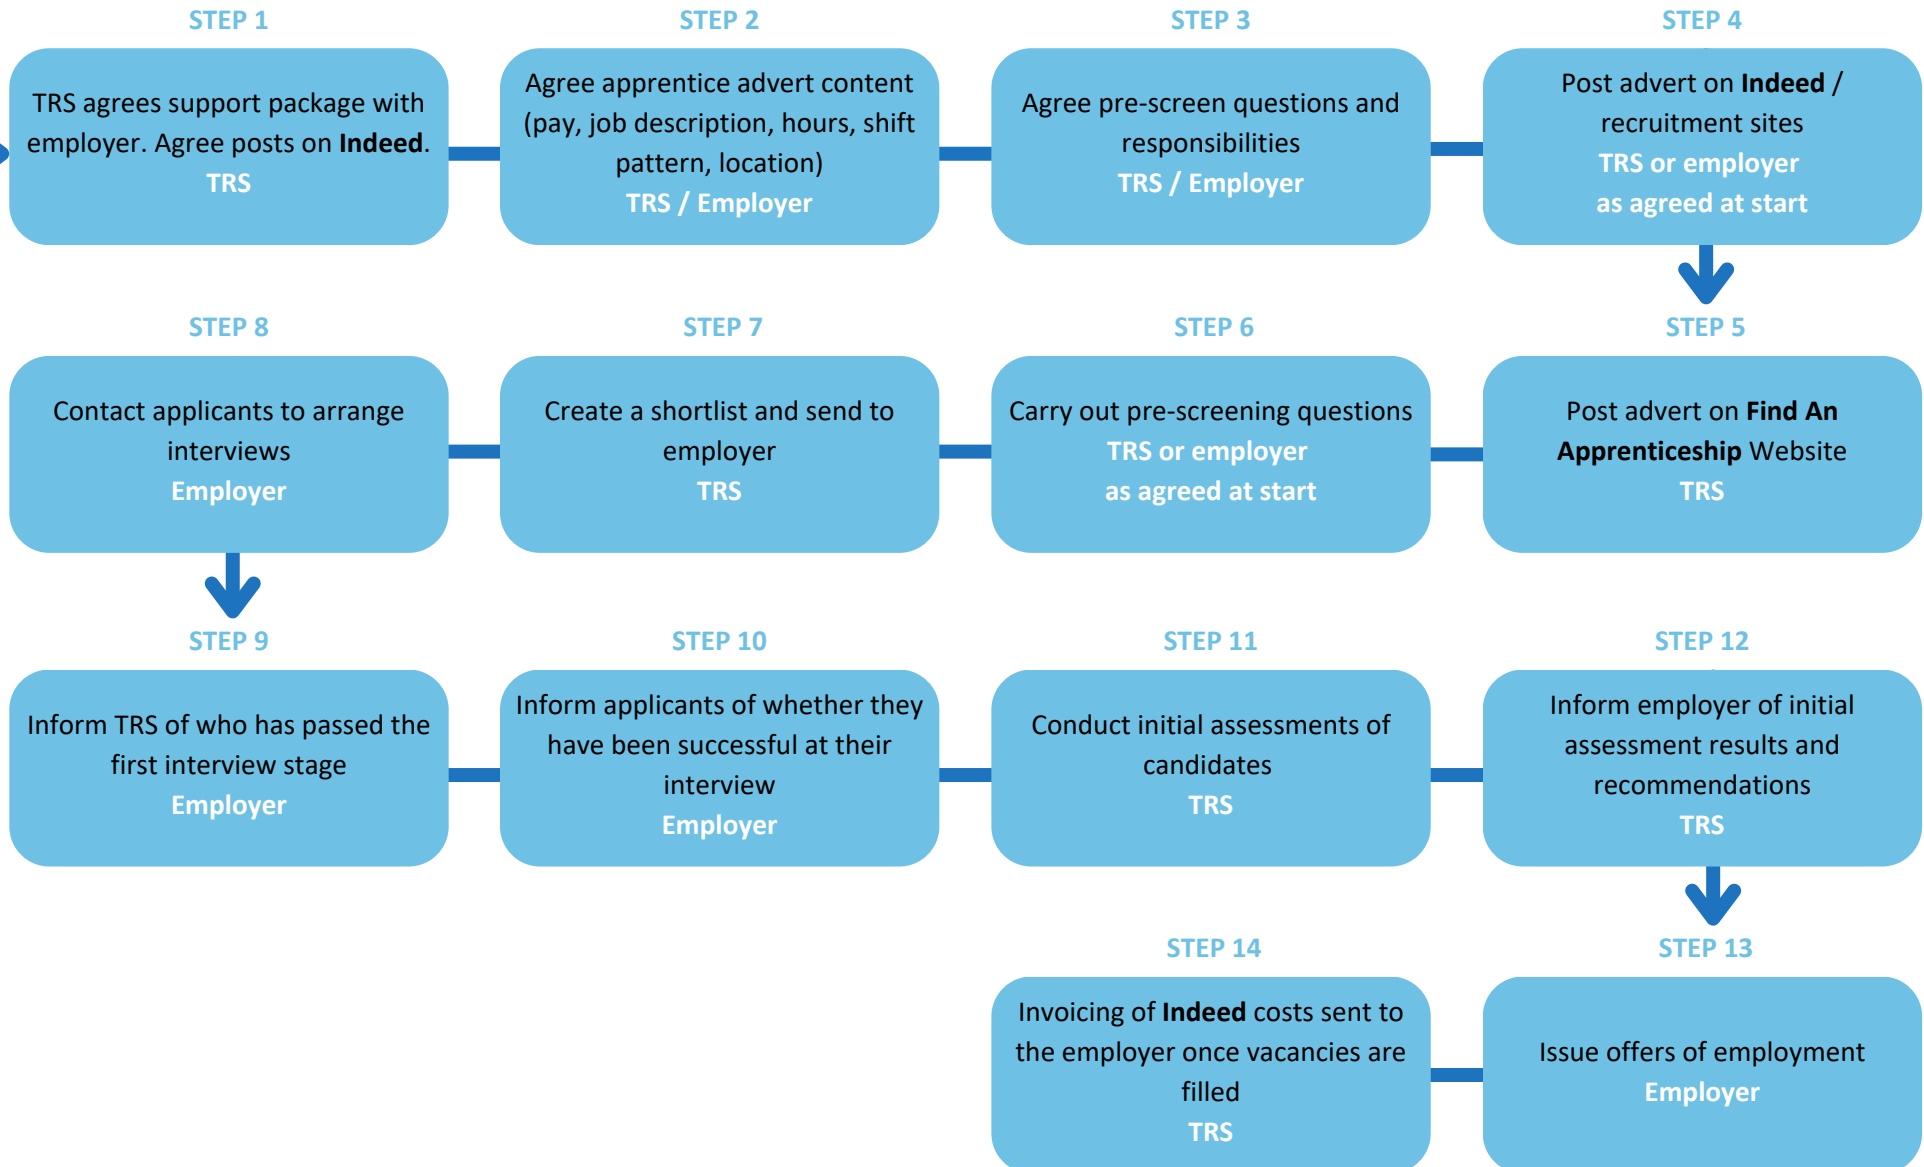 STEP 1
TRS agrees support package with
employer. Agree posts on Indeed.
TRS
STEP 2
Agree apprentice advert content
(pay, job description, hours, shift
pattern, location)
TRS / Employer
STEP 3
Agree pre-screen questions and
responsibilities
TRS / Employer
STEP 4
Post advert on Indeed /
recruitment sites
TRS or employer
as agreed at start
STEP 5
Post advert on Find An
Apprenticeship Website
TRS
STEP 6
Carry out pre-screening questions
TRS or employer
as agreed at start
STEP 7
Create a shortlist and send to
employer
TRS
STEP 8
Contact applicants to arrange
interviews
Employer
STEP 9
Inform TRS of who has passed the
first interview stage
Employer
STEP 10
Inform applicants of whether they
have been successful at their
interview
Employer
STEP 11
Conduct initial assessments of
candidates
TRS
STEP 12
Inform employer of initial
assessment results and
recommendations
TRS
STEP 13
Issue offers of employment
Employer
STEP 14
Invoicing of Indeed costs sent to
the employer once vacancies are
filled
TRS